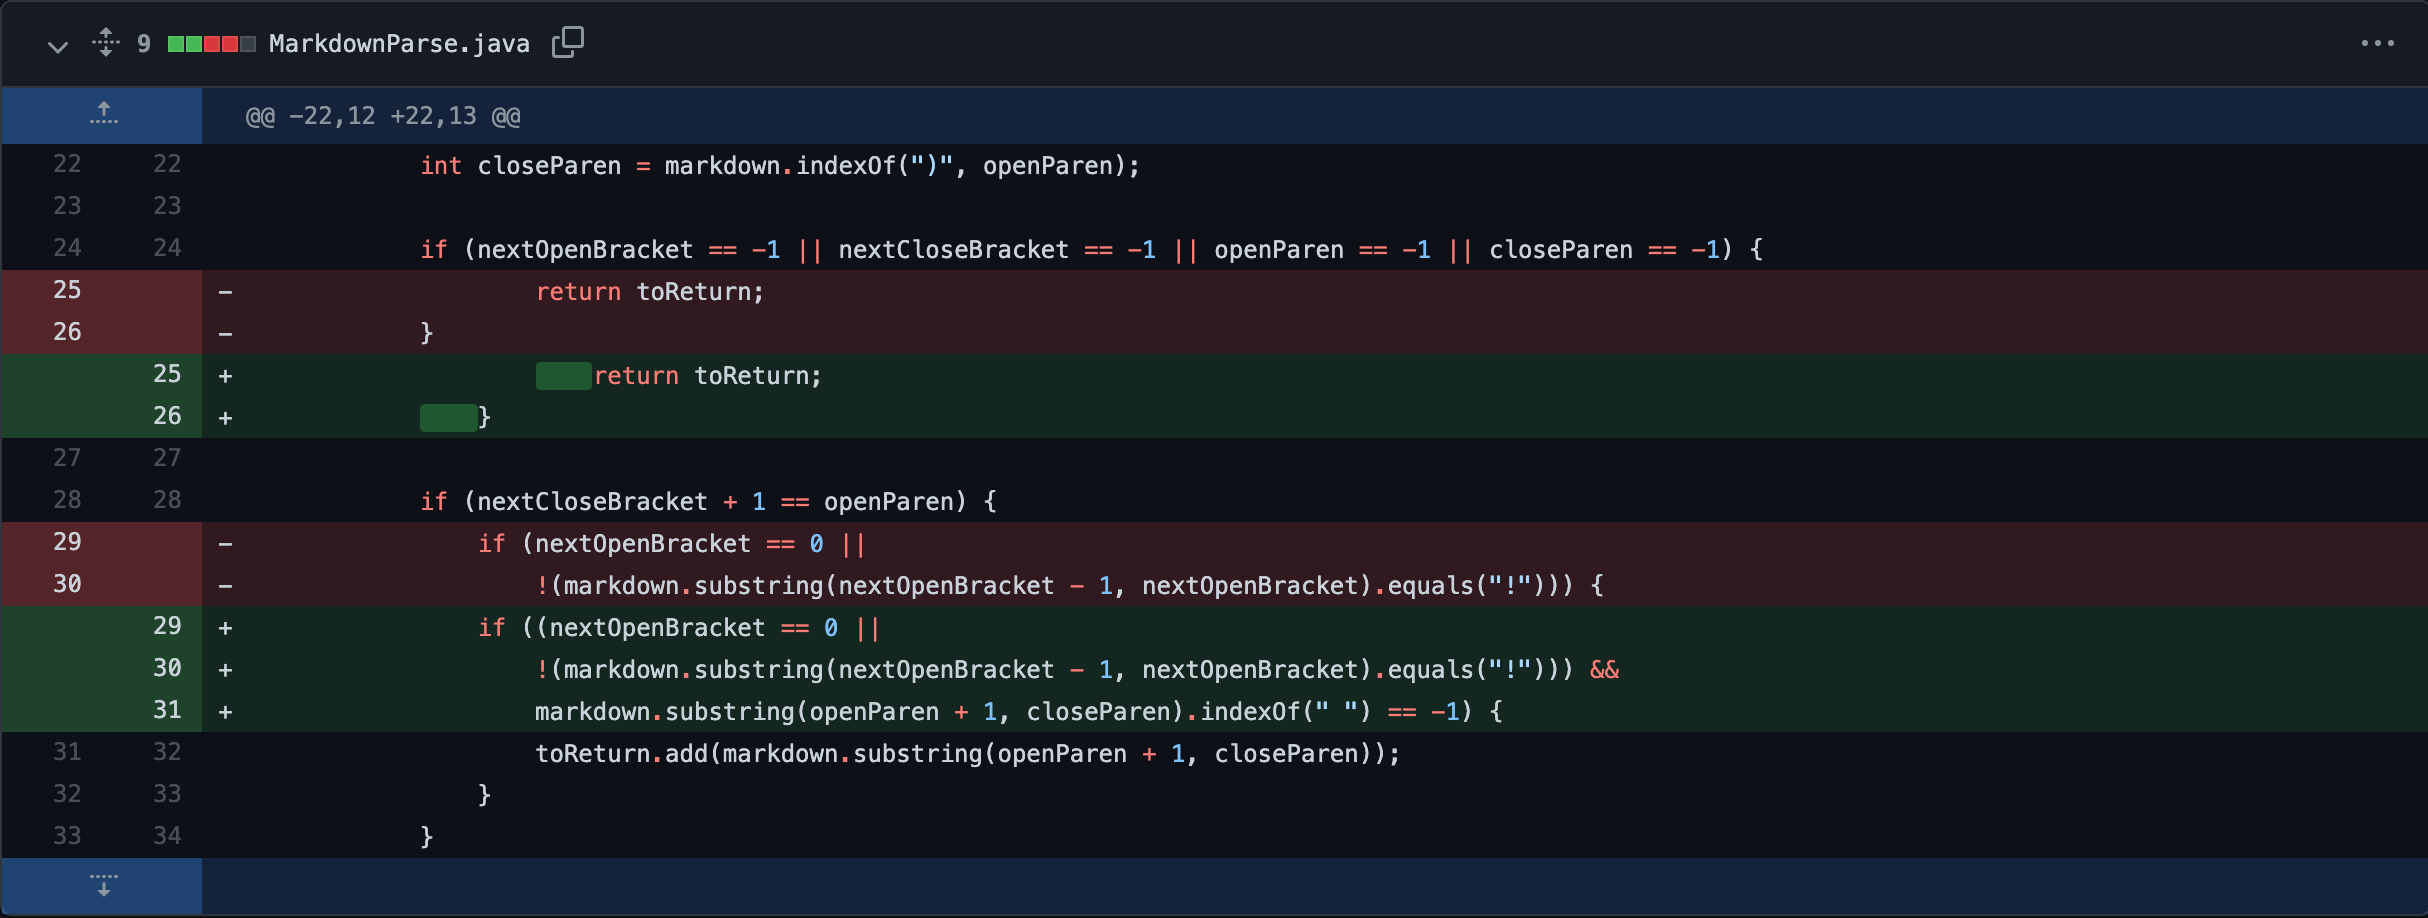 9 MarkdownParse.java
@@ -22,12 +22,13 @@
22 22 int closeParen = markdown.indexOf(")", openParen);
23 23
24 24 if (nextOpenBracket == -1 || nextCloseBracket == -1 || openParen == -1 || closeParen == -1) {
25 - return toReturn;
26 - }
25 + return toReturn;
26 + }
27 27
28 28 if (nextCloseBracket + 1 == openParen) {
29 - if (nextOpenBracket == 0 ||
30 - !(markdown.substring(nextOpenBracket - 1, nextOpenBracket).equals("!"))) {
29 + if ((nextOpenBracket == 0 ||
30 + !(markdown.substring(nextOpenBracket - 1, nextOpenBracket).equals("!"))) &&
31 + markdown.substring(openParen + 1, closeParen).indexOf(" ") == -1) {
31 32 toReturn.add(markdown.substring(openParen + 1, closeParen));
32 33 }
33 34 }